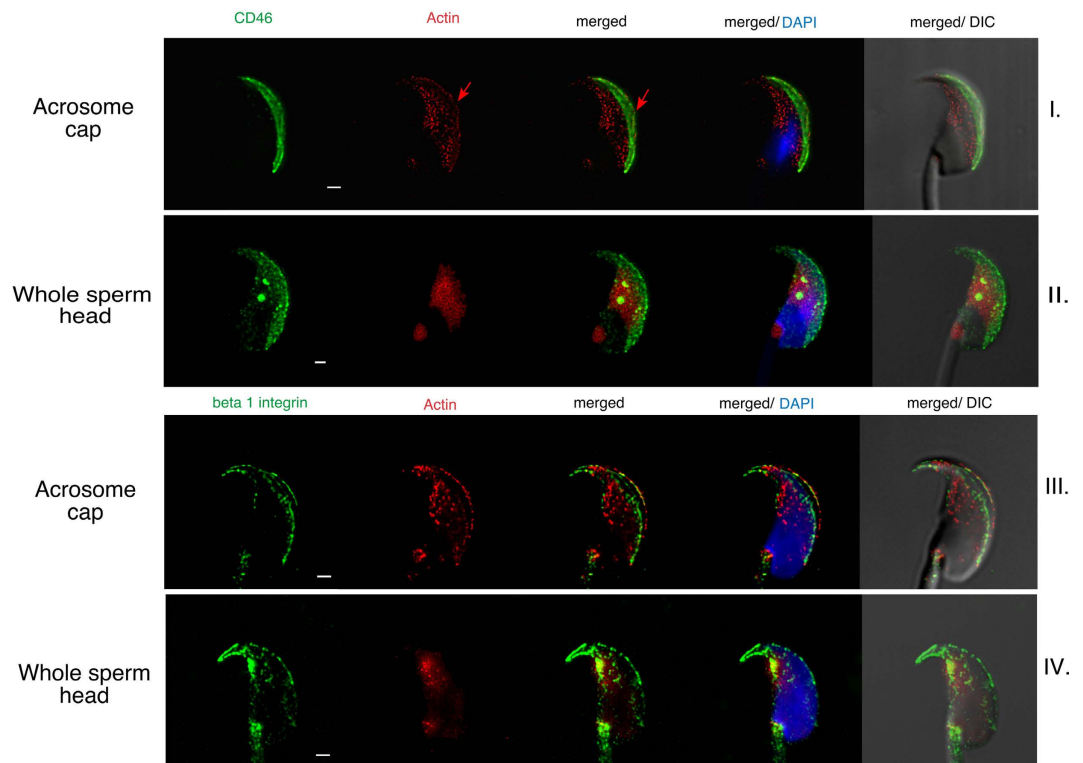 CD46 Actin merged merged/ DAPI merged/ DIC
Acrosome
cap
I.
Whole sperm
head
II.
beta 1 integrin Actin merged merged/ DAPI merged/ DIC
Acrosome
cap
III.
Whole sperm
head
IV.